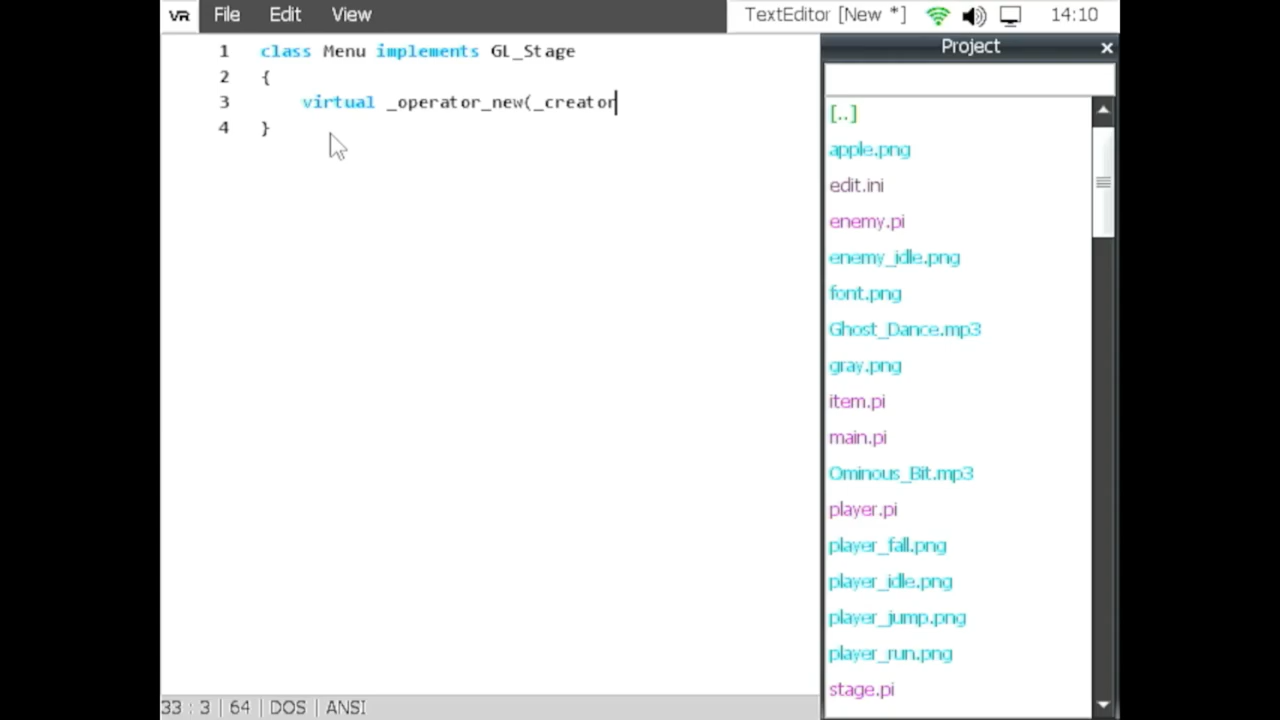 VR File Edit View TextEditor [New *] 14:10
1 class Menu implements GL_Stage
2 {
3 virtual _operator_new(_creator
4 }
Project
[..]
apple.png
edit.ini
enemy.pi
enemy_idle.png
font.png
Ghost_Dance.mp3
gray.png
item.pi
main.pi
Ominous_Bit.mp3
player.pi
player_fall.png
player_idle.png
player_jump.png
player_run.png
stage.pi
33 : 3 | 64 | DOS | ANSI